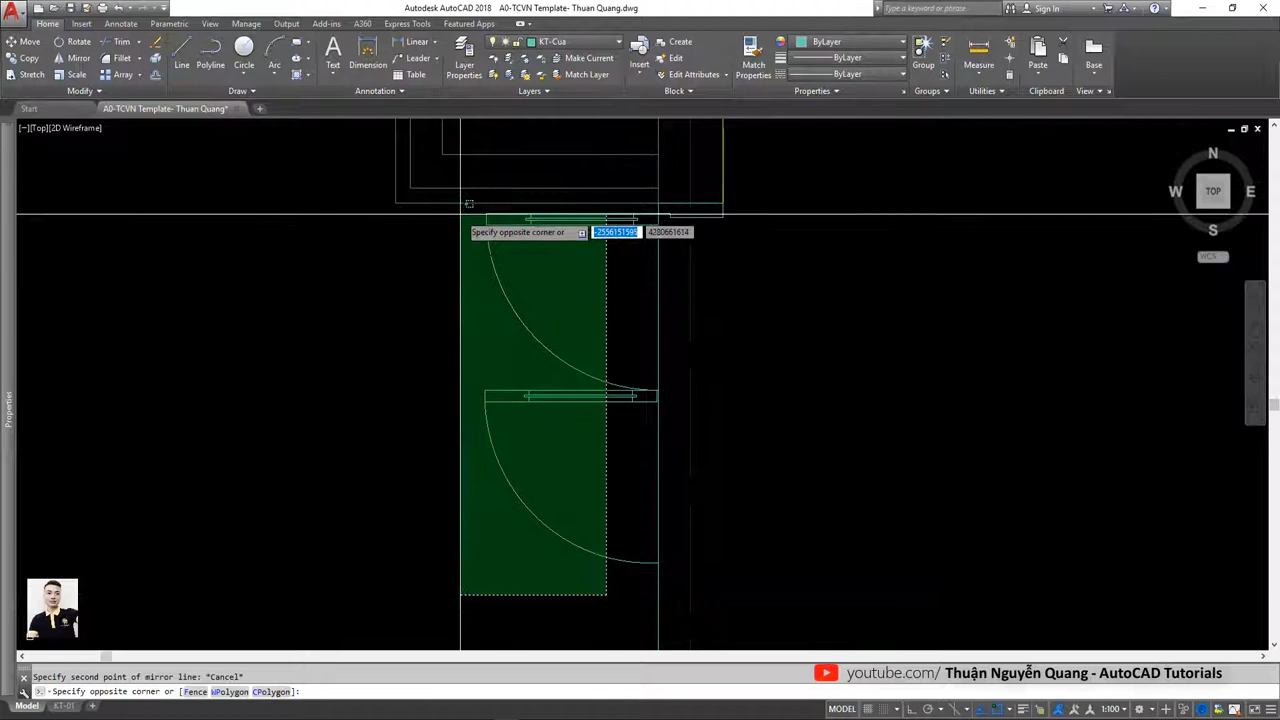 Autodesk AutoCAD 2018 A0-TCVN Template- Thuan Quang.dwg
Type a keyword or phrase
Sign In
Home Insert Annotate Parametric View Manage Output Add-ins A360 Express Tools Featured Apps
Move Rotate Trim
Copy Mirror Fillet
Stretch Scale Array
Modify
Line Polyline Circle Arc
Draw
Text Dimension
Linear
Leader
Table
Annotation
Layer Properties
KT-Cua
Make Current
Match Layer
Layers
Insert
Create
Edit
Edit Attributes
Block
Match Properties
ByLayer
ByLayer
ByLayer
Properties
Group
Groups
Measure
Utilities
Paste
Clipboard
Base
View
Start A0-TCVN Template- Thuan Quang*
[−][Top][2D Wireframe]
N
W TOP E
S
WCS
Specify opposite corner or -2556151595 4280661614
Properties
Specify second point of mirror line: *Cancel*
Specify opposite corner or [Fence WPolygon CPolygon]:
youtube.com/Thuận Nguyễn Quang - AutoCAD Tutorials
Model KT-01
MODEL 1:100